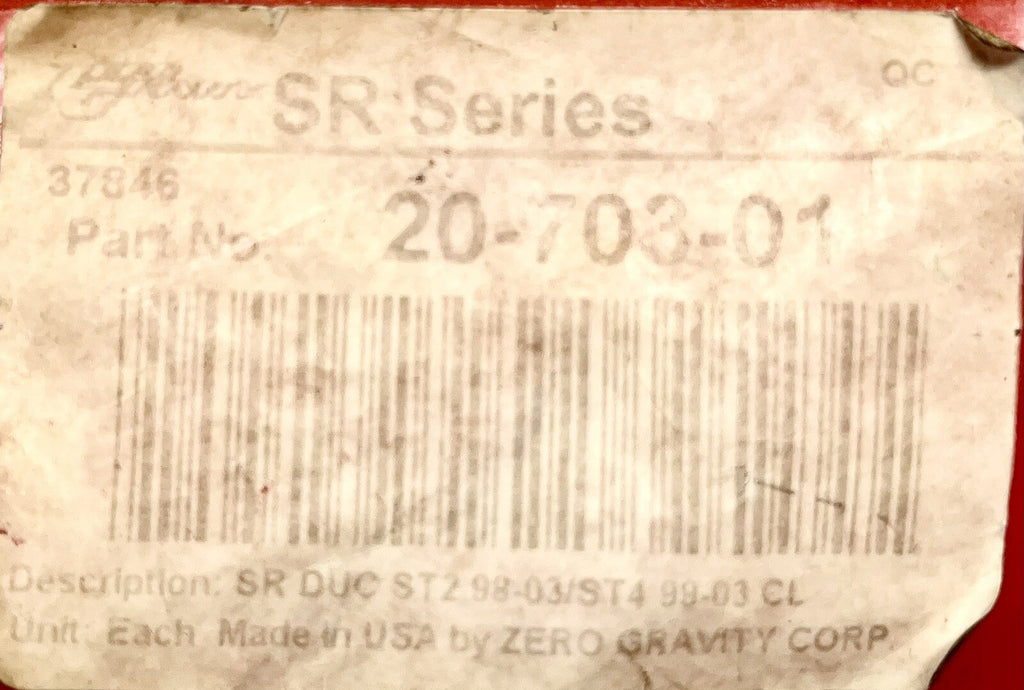 SR Series
QC
37846
Part No. 20-703-01
Description: SR DUC ST2 98-03/ST4 99-03 CL
Unit: Each Made in USA by ZERO GRAVITY CORP.